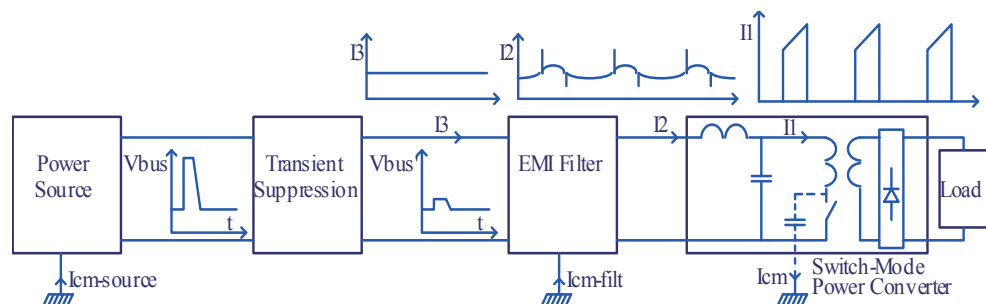 I3
I2
I1
Power
Source
Vbus
t
Transient
Suppression
I3
Vbus
t
EMI Filter
I2
I1
Load
Icm-source
Icm-filt
Icm
Switch-Mode
Power Converter